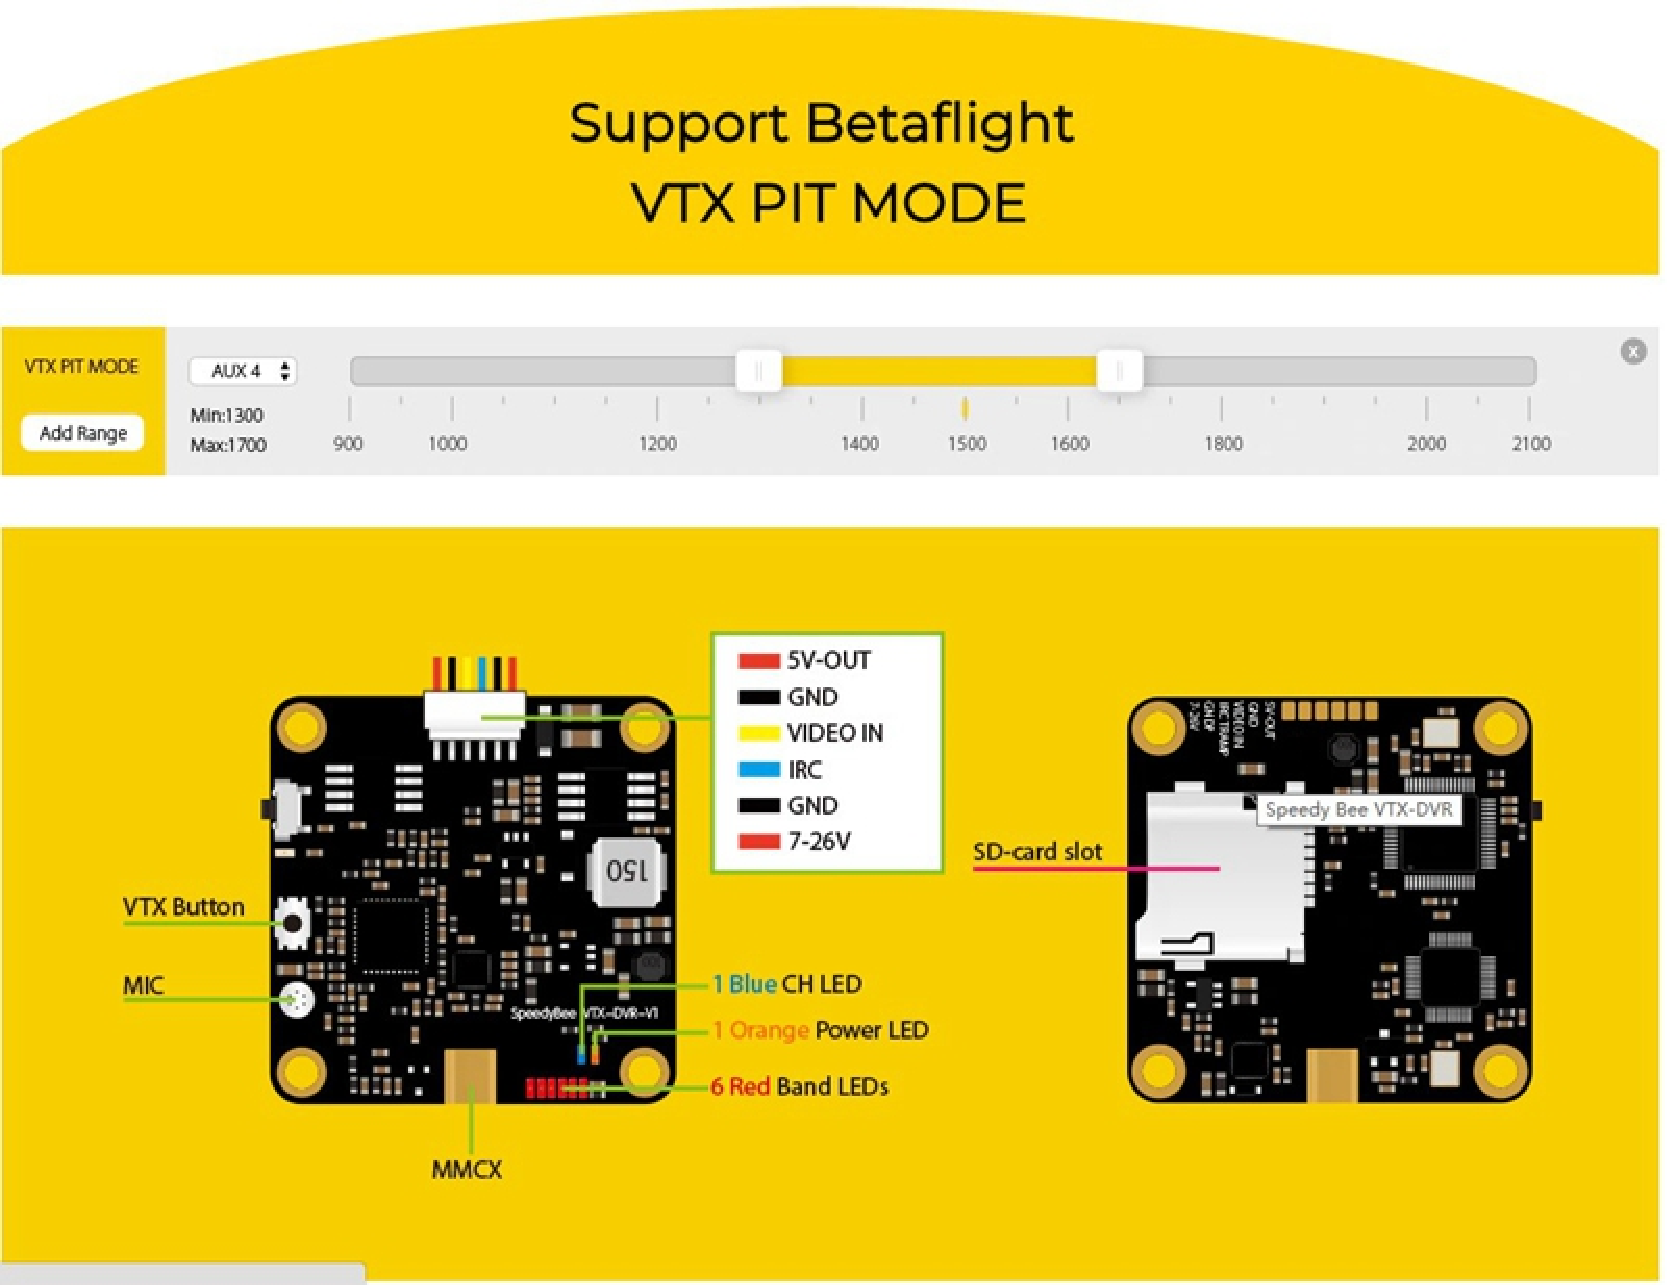 Support Betaflight
VTX PIT MODE
VTX PIT MODE
Add Range
AUX 4
Min:1300
Max:1700
900 1000 1200 1400 1500 1600 1800 2000 2100
X
5V-OUT
GND
VIDEO IN
IRC
GND
7-26V
150
VTX Button
MIC
SpeedyBee VTX-DVR-V1
1 Blue CH LED
1 Orange Power LED
6 Red Band LEDs
MMCX
5V-OUT
GND
VIDEO IN
IRC TRAMP
7-26V
Speedy Bee VTX-DVR
SD-card slot